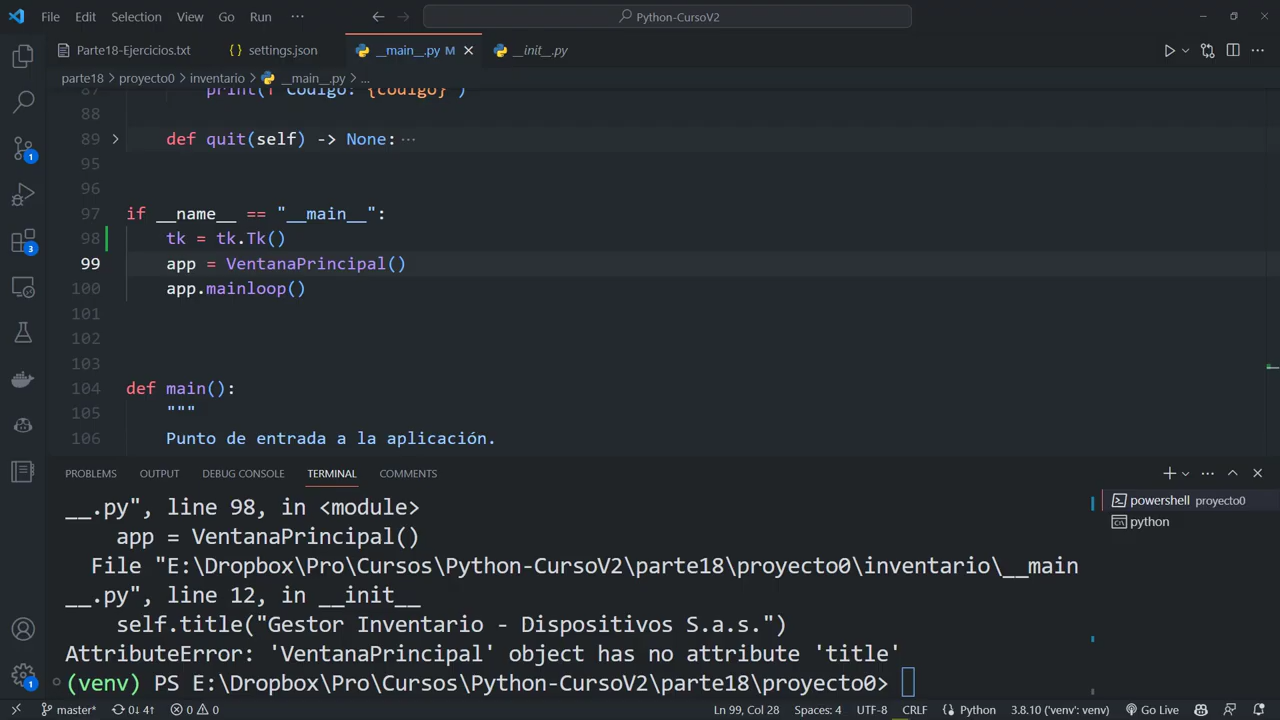 File Edit Selection View Go Run ··· Python-CursoV2
Parte18-Ejercicios.txt {} settings.json __main__.py M __init__.py
parte18 > proyecto0 > inventario > __main__.py > ...
87 print(f"Código: {codigo}")
88
89 def quit(self) -> None: ···
95
96
97 if __name__ == "__main__":
98 tk = tk.Tk()
99 app = VentanaPrincipal()
100 app.mainloop()
101
102
103
104 def main():
105 """
106 Punto de entrada a la aplicación.
PROBLEMS OUTPUT DEBUG CONSOLE TERMINAL COMMENTS
__.py", line 98, in <module>
app = VentanaPrincipal()
File "E:\Dropbox\Pro\Cursos\Python-CursoV2\parte18\proyecto0\inventario\__main
__.py", line 12, in __init__
self.title("Gestor Inventario - Dispositivos S.a.s.")
AttributeError: 'VentanaPrincipal' object has no attribute 'title'
(venv) PS E:\Dropbox\Pro\Cursos\Python-CursoV2\parte18\proyecto0>
powershell proyecto0
python
1
3
1
master* 0↓ 4↑ 0 0 Ln 99, Col 28 Spaces: 4 UTF-8 CRLF Python 3.8.10 ('venv': venv) Go Live